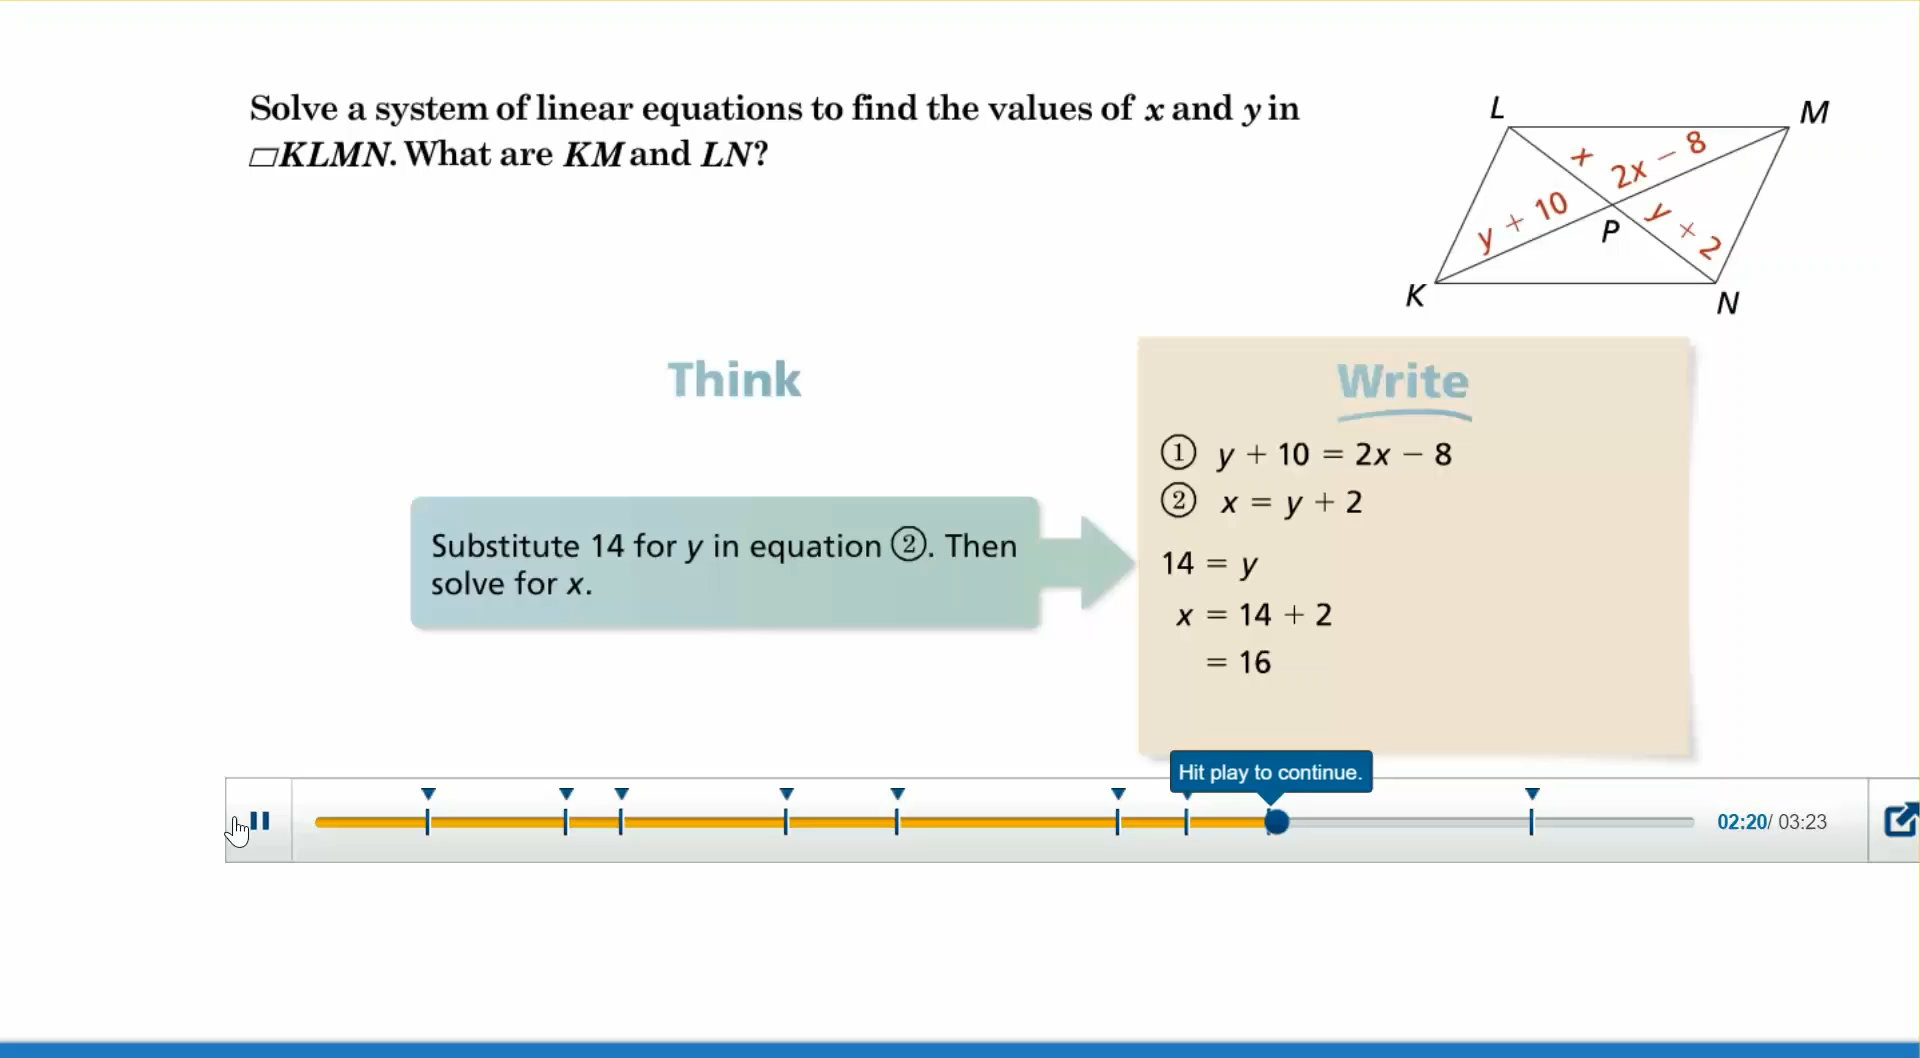 Solve a system of linear equations to find the values of x and y in
▱KLMN. What are KM and LN?
L
M
x
2x − 8
y + 10
y + 2
P
K
N
Think
Write
① y + 10 = 2x − 8
② x = y + 2
Substitute 14 for y in equation ②. Then
solve for x.
14 = y
x = 14 + 2
= 16
Hit play to continue.
02:20/ 03:23